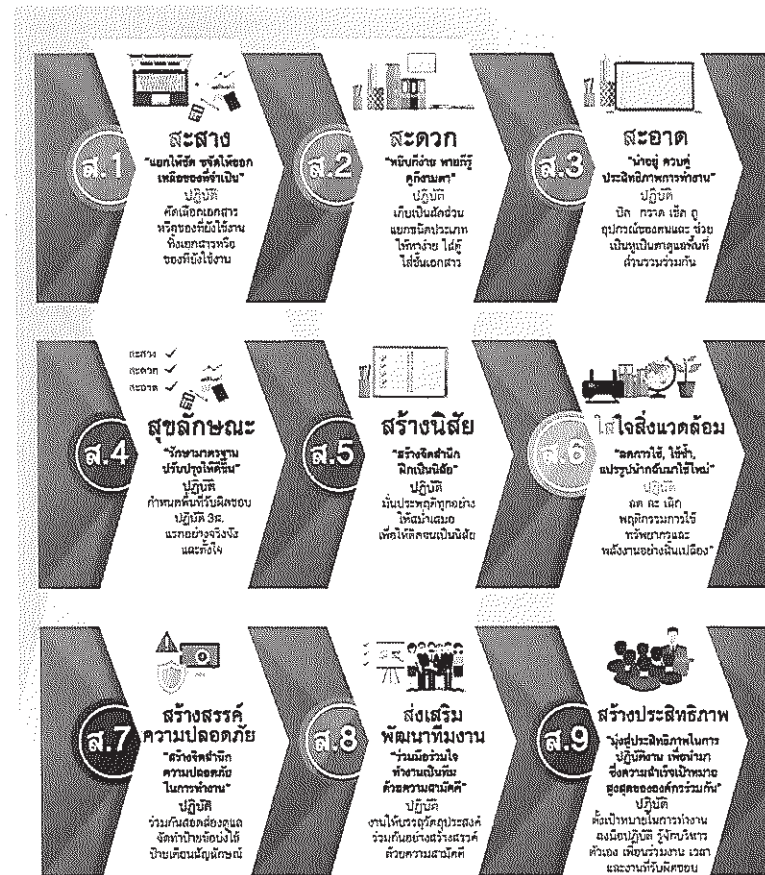 ส.1
สะสาง
"แยกให้ชัด ขจัดให้ออก
เหลือของที่จำเป็น"
ปฏิบัติ
คัดเลือกเอกสาร
หรือของที่ยังใช้งาน
ทิ้งเอกสารหรือ
ของที่ยังใช้งาน
ส.2
สะดวก
"หยิบก็ง่าย หายก็รู้
ดูก็งามตา"
ปฏิบัติ
เก็บเป็นสัดส่วน
แยกชนิดประเภท
ให้หาง่าย ใส่ตู้
ใส่ชั้นเอกสาร
ส.3
สะอาด
"น่าอยู่ ควบคู่
ประสิทธิภาพการทำงาน"
ปฏิบัติ
ปัด กวาด เช็ด ถู
อุปกรณ์ของตนและ ช่วย
เป็นหูเป็นตาดูแลพื้นที่
ส่วนรวมร่วมกัน
สะสาง
สะดวก
สะอาด
ส.4
สุขลักษณะ
"รักษามาตรฐาน
ปรับปรุงให้ดีขึ้น"
ปฏิบัติ
กำหนดพื้นที่รับผิดชอบ
ปฏิบัติ 3ส.
แรกอย่างจริงจัง
และตั้งใจ
ส.5
สร้างนิสัย
"สร้างจิตสำนึก
ฝึกเป็นนิสัย"
ปฏิบัติ
มั่นประพฤติทุกอย่าง
ให้สม่ำเสมอ
เพื่อให้ติดจนเป็นนิสัย
ส.6
ใส่ใจสิ่งแวดล้อม
"ลดการใช้, ใช้ซ้ำ,
แปรรูปนำกลับมาใช้ใหม่"
ปฏิบัติ
ลด ละ เลิก
พฤติกรรมการใช้
ทรัพยากรและ
พลังงานอย่างสิ้นเปลือง"
ส.7
สร้างสรรค์
ความปลอดภัย
"สร้างจิตสำนึก
ความปลอดภัย
ในการทำงาน"
ปฏิบัติ
ร่วมกันสอดส่องดูแล
จัดทำป้ายข้อบ่งใช้
ป้ายเตือนสัญลักษณ์
ส.8
ส่งเสริม
พัฒนาทีมงาน
"ร่วมมือร่วมใจ
ทำงานเป็นทีม
ด้วยความสามัคคี"
ปฏิบัติ
งานให้บรรลุวัตถุประสงค์
ร่วมกันอย่างสร้างสรรค์
ด้วยความสามัคคี
ส.9
สร้างประสิทธิภาพ
"มุ่งสู่ประสิทธิภาพในการ
ปฏิบัติงาน เพื่อนำมา
ซึ่งความสำเร็จเป้าหมาย
สูงสุดขององค์กรร่วมกัน"
ปฏิบัติ
ตั้งเป้าหมายในการทำงาน
ลงมือปฏิบัติ รู้จักบริหาร
ตัวเอง เพื่อนร่วมงาน เวลา
และงานที่รับผิดชอบ